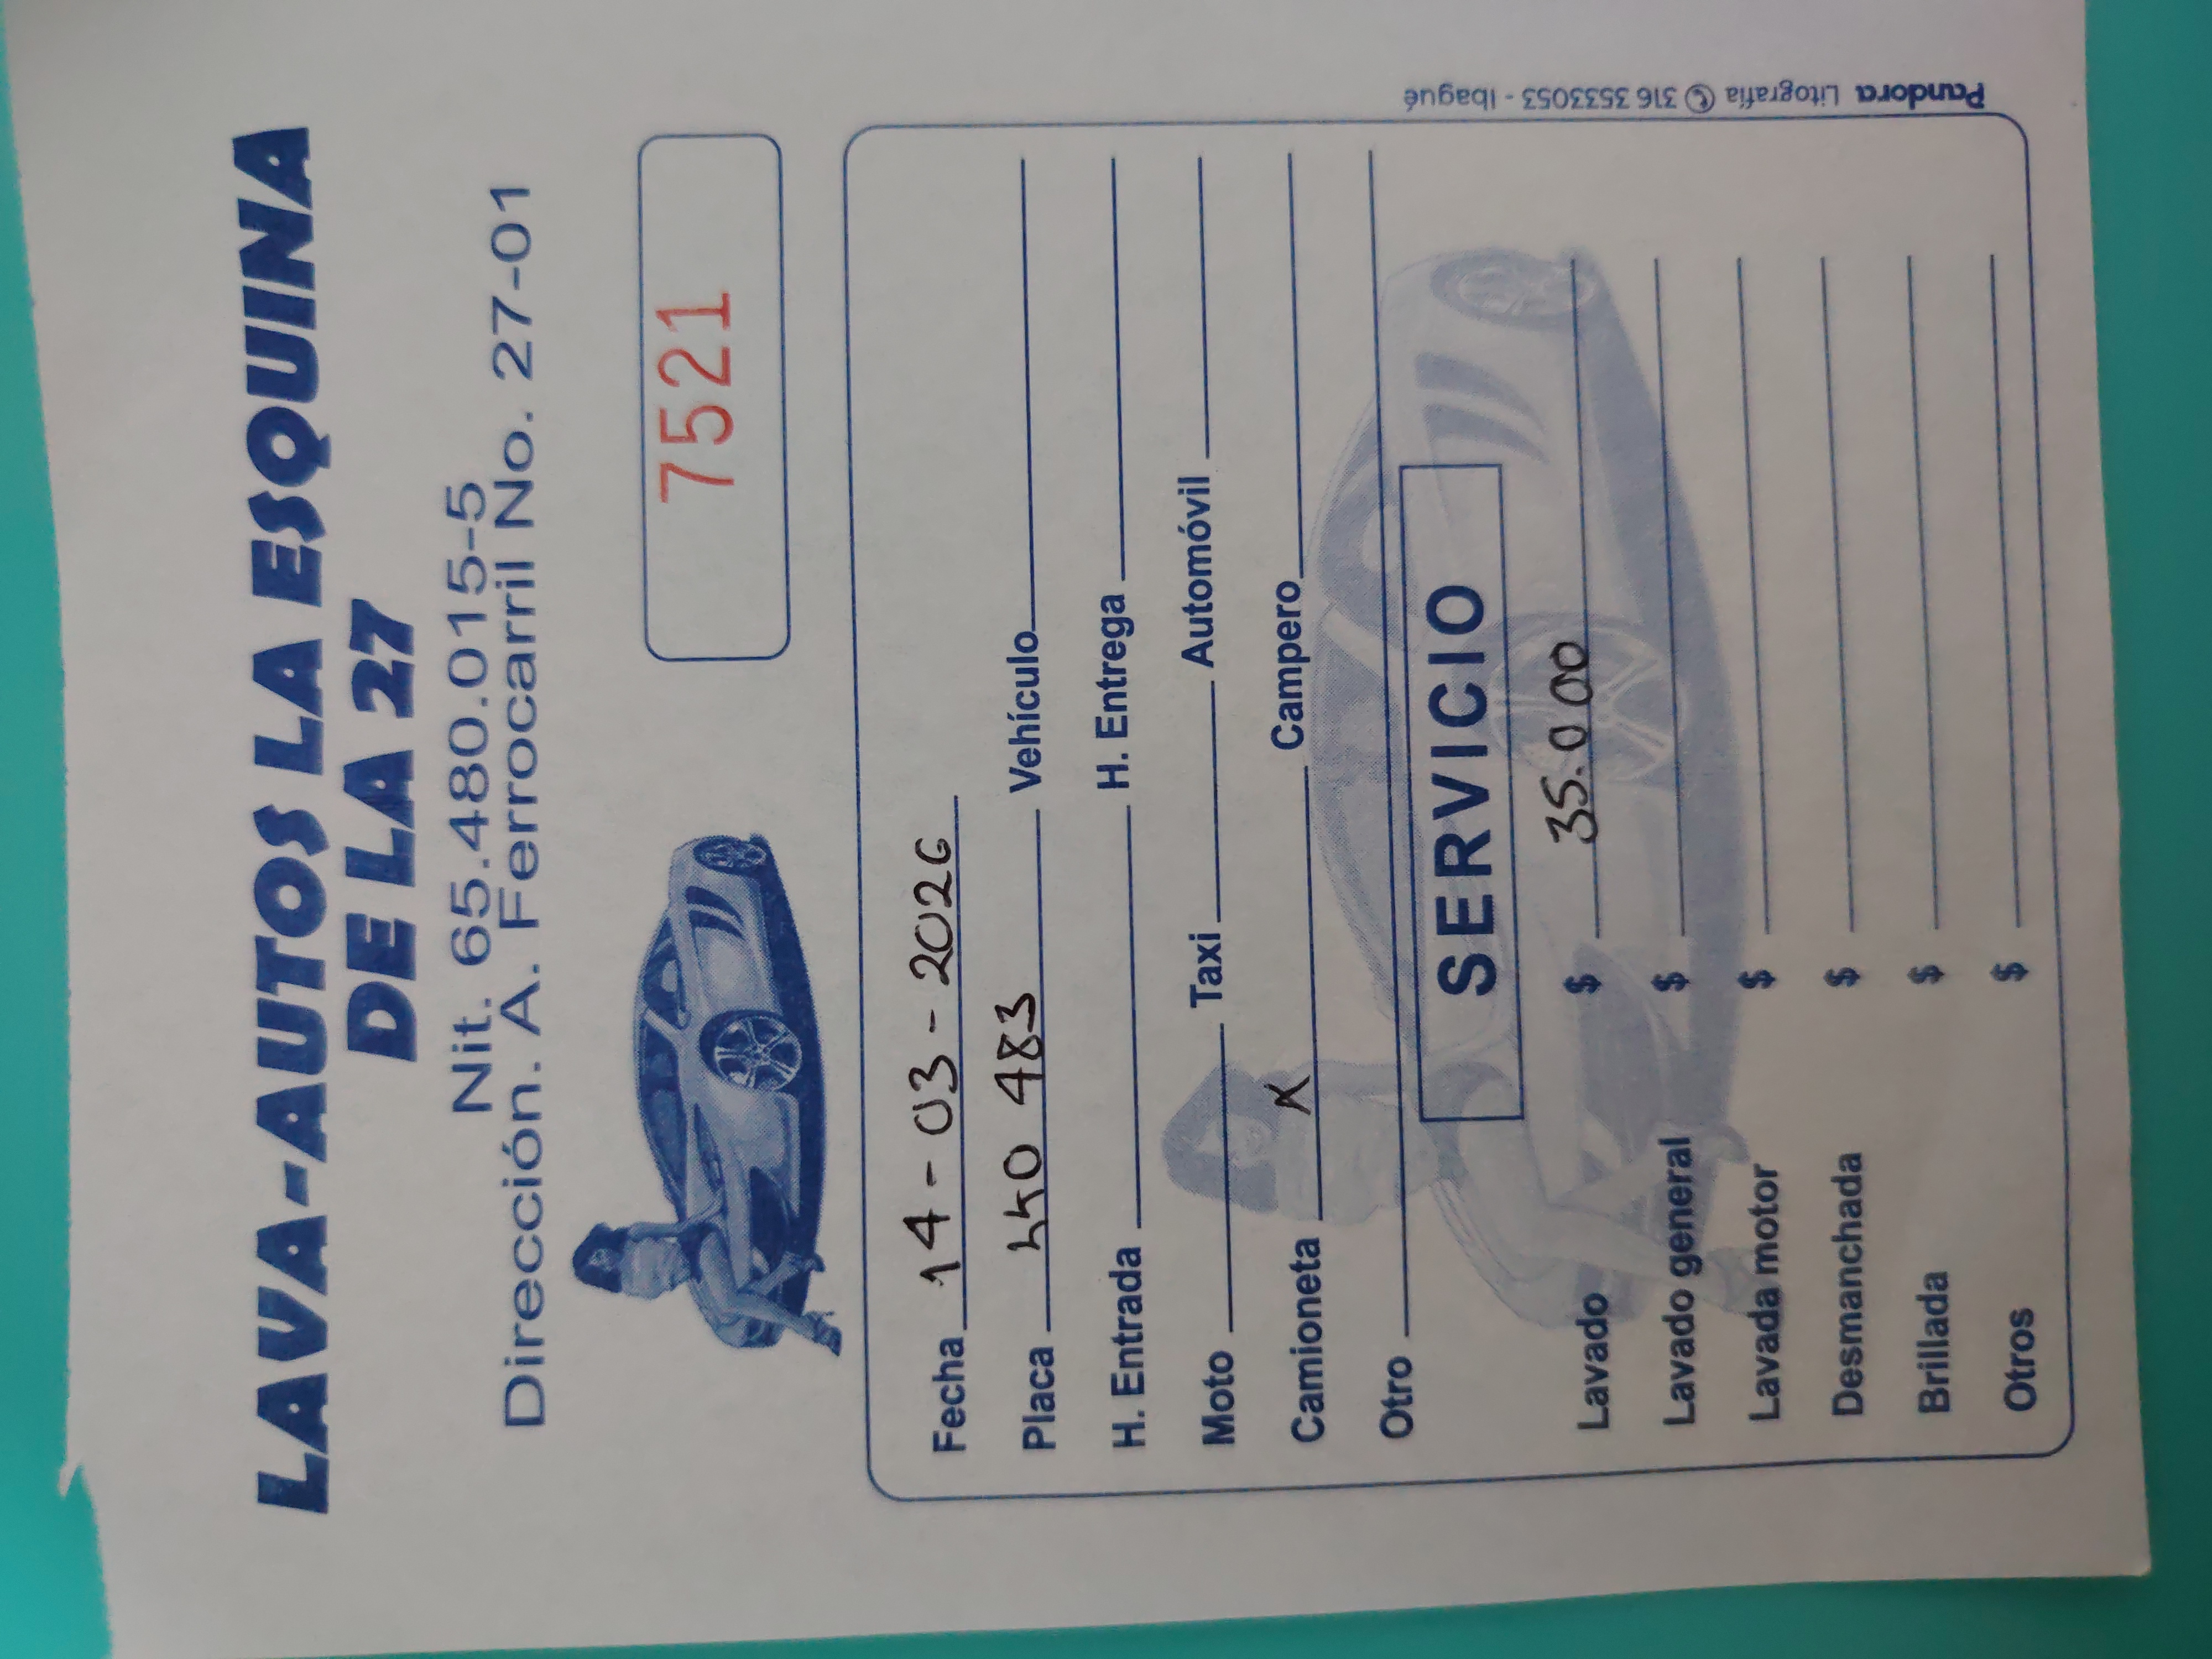 LAVA-AUTOS LA ESQUINA
DE LA 27
Nit. 65.480.015-5
Dirección. A. Ferrocarril No. 27-01
7521
Fecha 14-03-2026
Placa 483 Vehículo
H. Entrada H. Entrega
Moto Taxi Automóvil
Camioneta X Campero
Otro
SERVICIO
Lavado $ 35.000
Lavado general $
Lavada motor $
Desmanchada $
Brillada $
Otros $
Pandora Litografía 316 3533053 - Ibagué